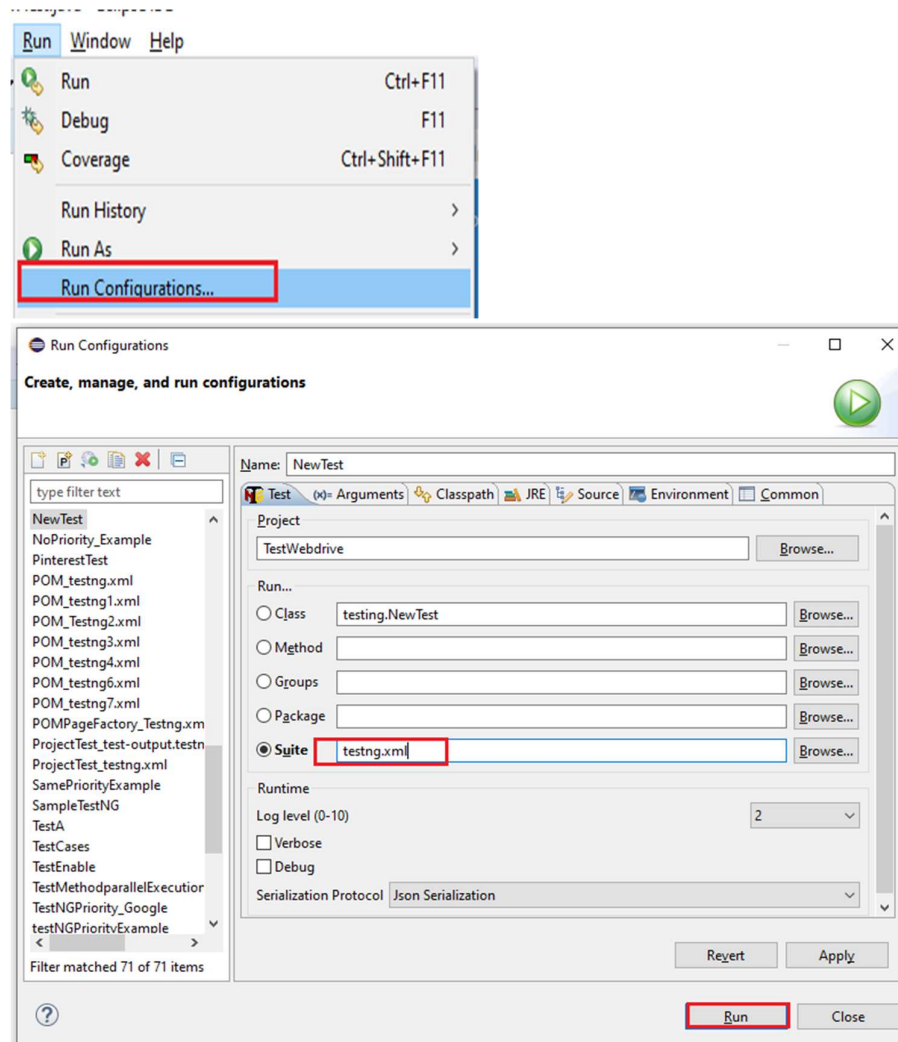 Run Window Help
Run Ctrl+F11
Debug F11
Coverage Ctrl+Shift+F11
Run History >
Run As >
Run Configurations...
Run Configurations
Create, manage, and run configurations
Name: NewTest
type filter text
Test (x)= Arguments Classpath JRE Source Environment Common
NewTest
NoPriority_Example
PinterestTest
POM_testng.xml
POM_testng1.xml
POM_Testng2.xml
POM_testng3.xml
POM_testng4.xml
POM_testng6.xml
POM_testng7.xml
POMPageFactory_Testng.xm
ProjectTest_test-output.testn
ProjectTest_testng.xml
SamePriorityExample
SampleTestNG
TestA
TestCases
TestEnable
TestMethodparallelExecution
TestNGPriority_Google
testNGPriorityExample
Filter matched 71 of 71 items
Project
TestWebdrive Browse...
Run...
Class testing.NewTest Browse...
Method Browse...
Groups Browse...
Package Browse...
Suite testng.xml Browse...
Runtime
Log level (0-10) 2
Verbose
Debug
Serialization Protocol Json Serialization
Revert Apply
Run Close